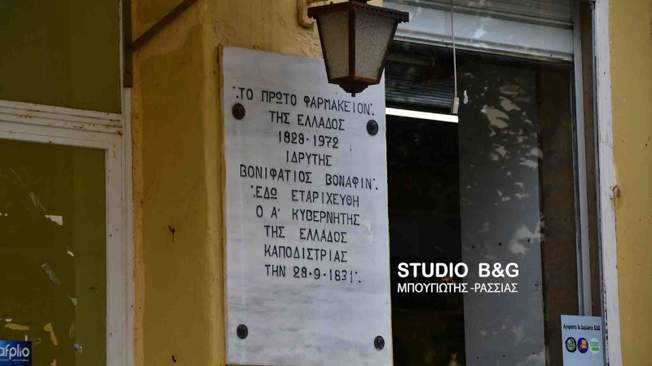 "ΤΟ ΠΡΩΤΟ ΦΑΡΜΑΚΕΙΟΝ"
ΤΗΣ ΕΛΛΑΔΟΣ
1828-1972
ΙΔΡΥΤΗΣ
ΒΟΝΙΦΑΤΙΟΣ ΒΟΝΑΦΙΝ".
"ΕΔΩ ΕΤΑΡΙΧΕΥΘΗ
Ο Α' ΚΥΒΕΡΝΗΤΗΣ
ΤΗΣ ΕΛΛΑΔΟΣ
ΚΑΠΟΔΙΣΤΡΙΑΣ
ΤΗΝ 28-9-1831".
STUDIO B&G
ΜΠΟΥΓΙΩΤΗΣ -ΡΑΣΣΙΑΣ
afplio